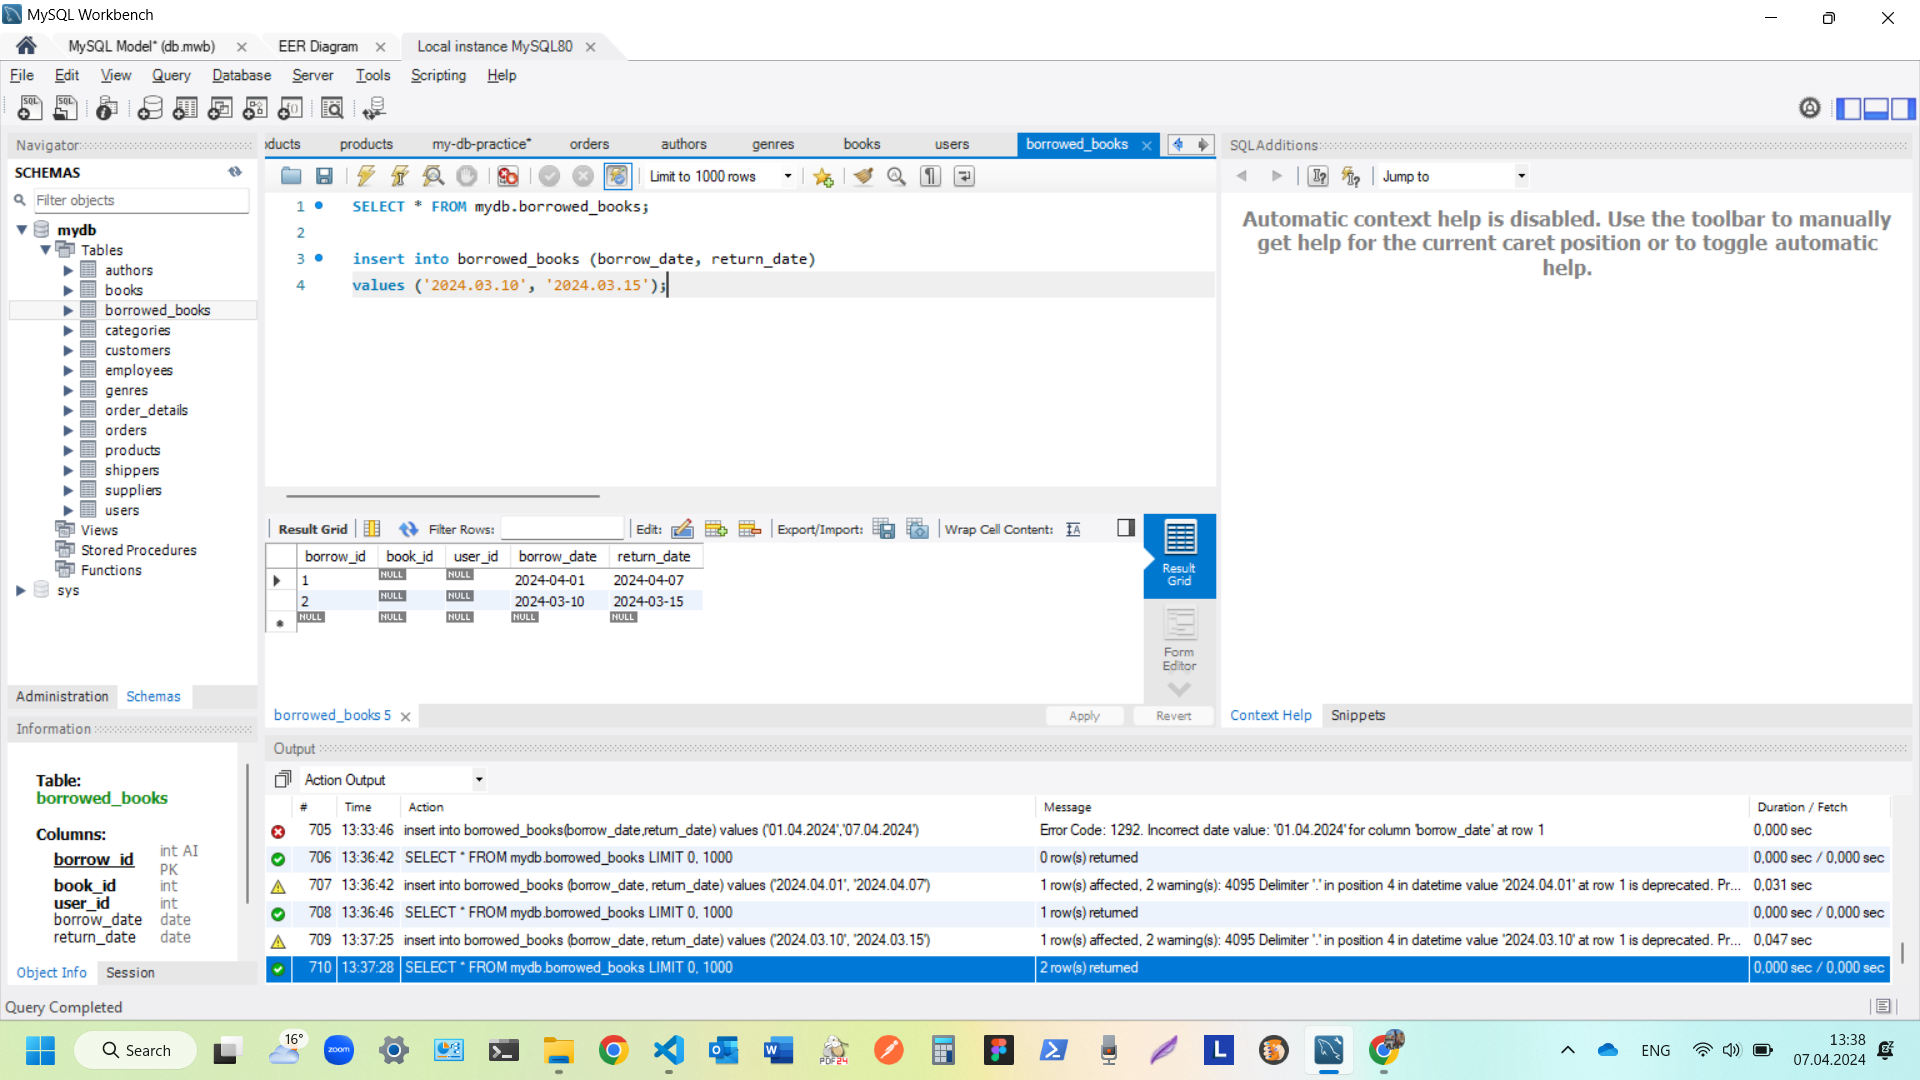 MySQL Workbench
MySQL Model* (db.mwb)
EER Diagram
Local instance MySQL80
File Edit View Query Database Server Tools Scripting Help
Navigator
SCHEMAS
Filter objects
mydb
Tables
authors
books
borrowed_books
categories
customers
employees
genres
order_details
orders
products
shippers
suppliers
users
Views
Stored Procedures
Functions
sys
Administration Schemas
Information
Table:
borrowed_books
Columns:
borrow_id int AI PK
book_id int
user_id int
borrow_date date
return_date date
Object Info Session
Query Completed
oducts products my-db-practice* orders authors genres books users borrowed_books
Limit to 1000 rows
1 SELECT * FROM mydb.borrowed_books;
2
3 insert into borrowed_books (borrow_date, return_date)
4 values ('2024.03.10', '2024.03.15');
Result Grid Filter Rows: Edit: Export/Import: Wrap Cell Content:
borrow_id book_id user_id borrow_date return_date
1 NULL NULL 2024-04-01 2024-04-07
2 NULL NULL 2024-03-10 2024-03-15
NULL NULL NULL NULL NULL
Result Grid
Form Editor
borrowed_books 5
Apply Revert
SQLAdditions
Jump to
Automatic context help is disabled. Use the toolbar to manually
get help for the current caret position or to toggle automatic
help.
Context Help Snippets
Output
Action Output
# Time Action Message Duration / Fetch
705 13:33:46 insert into borrowed_books(borrow_date,return_date) values ('01.04.2024','07.04.2024') Error Code: 1292. Incorrect date value: '01.04.2024' for column 'borrow_date' at row 1 0,000 sec
706 13:36:42 SELECT * FROM mydb.borrowed_books LIMIT 0, 1000 0 row(s) returned 0,000 sec / 0,000 sec
707 13:36:42 insert into borrowed_books (borrow_date, return_date) values ('2024.04.01', '2024.04.07') 1 row(s) affected, 2 warning(s): 4095 Delimiter '.' in position 4 in datetime value '2024.04.01' at row 1 is deprecated. Pr... 0,031 sec
708 13:36:46 SELECT * FROM mydb.borrowed_books LIMIT 0, 1000 1 row(s) returned 0,000 sec / 0,000 sec
709 13:37:25 insert into borrowed_books (borrow_date, return_date) values ('2024.03.10', '2024.03.15') 1 row(s) affected, 2 warning(s): 4095 Delimiter '.' in position 4 in datetime value '2024.03.10' at row 1 is deprecated. Pr... 0,047 sec
710 13:37:28 SELECT * FROM mydb.borrowed_books LIMIT 0, 1000 2 row(s) returned 0,000 sec / 0,000 sec
Search
16°
zoom
PDF24
L
ENG
13:38
07.04.2024